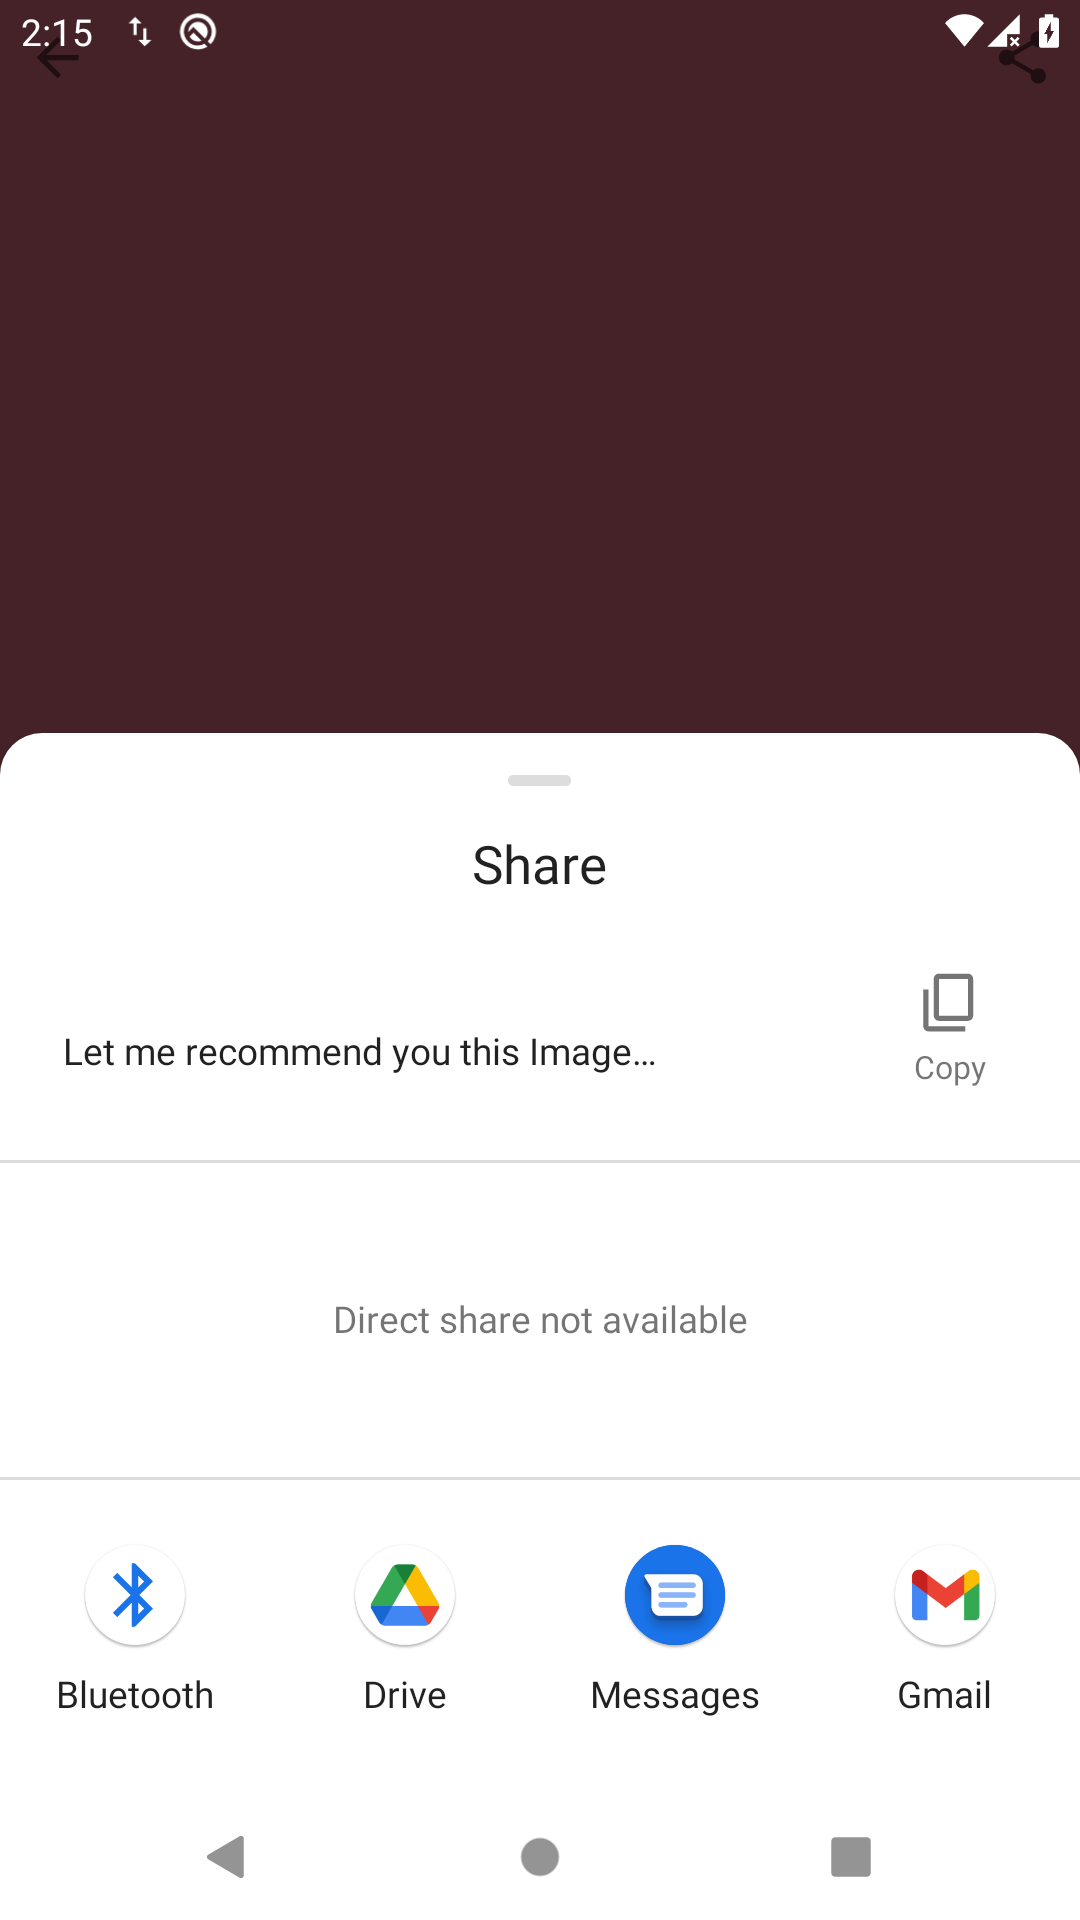 2:15
Share
Let me recommend you this Image…
Copy
Direct share not available
Bluetooth
Drive
Messages
Gmail